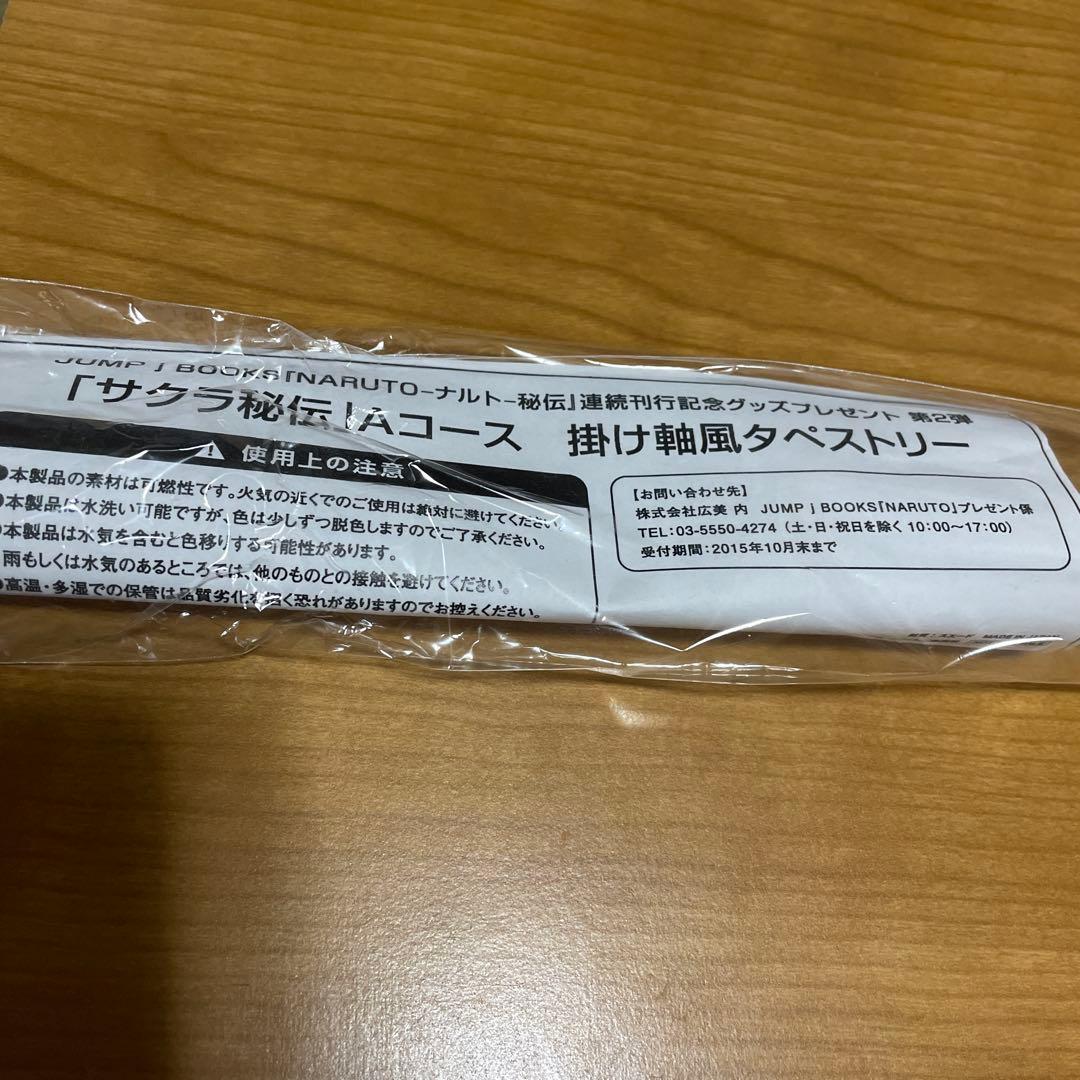 JUMP j BOOKS『NARUTO-ナルト-秘伝』連続刊行記念グッズプレゼント 第2弾
「サクラ秘伝」Aコース 掛け軸風タペストリー
! 使用上の注意
●本製品の素材は可燃性です。火気の近くでのご使用は絶対に避けてください。
●本製品は水洗い可能ですが、色は少しずつ脱色しますのでご了承ください。
●本製品は水気を含むと色移りする可能性があります。
雨もしくは水気のあるところでは、他のものとの接触を避けてください。
●高温・多湿での保管は品質劣化を招く恐れがありますのでお控えください。
【お問い合わせ先】
株式会社広美 内 JUMP j BOOKS『NARUTO』プレゼント係
TEL:03-5550-4274 (土・日・祝日を除く 10:00〜17:00)
受付期間:2015年10月末まで
材質:スエード MADE IN JAPAN